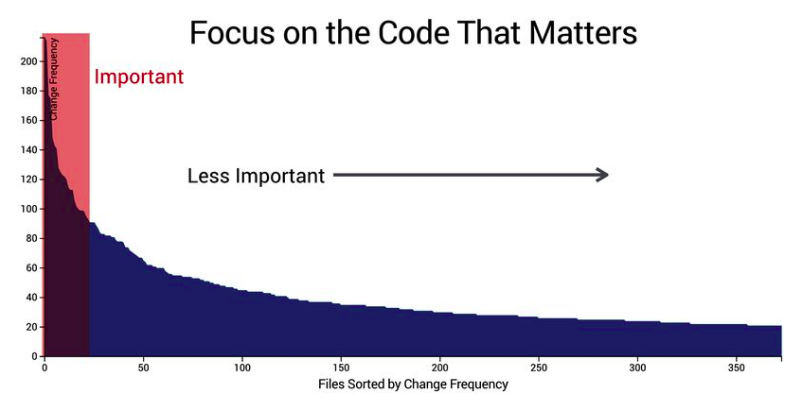 Focus on the Code That Matters
Change Frequency
Important
Less Important
200
180
160
140
120
100
80
60
40
20
0
0 50 100 150 200 250 300 350
Files Sorted by Change Frequency